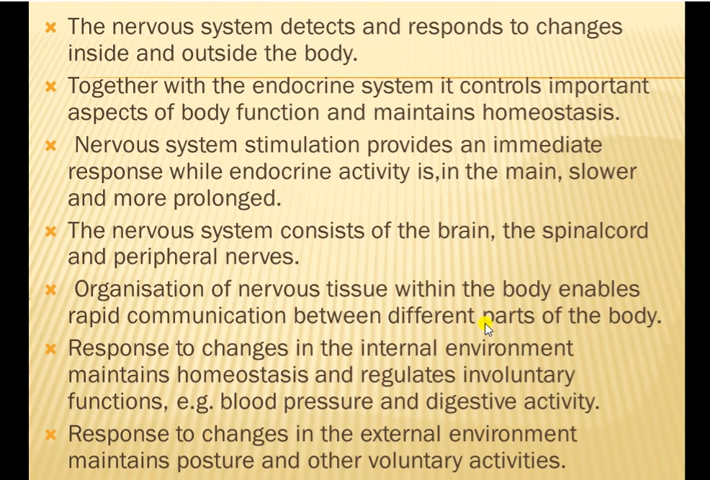 The nervous system detects and responds to changes
inside and outside the body.
Together with the endocrine system it controls important
aspects of body function and maintains homeostasis.
Nervous system stimulation provides an immediate
response while endocrine activity is,in the main, slower
and more prolonged.
The nervous system consists of the brain, the spinalcord
and peripheral nerves.
Organisation of nervous tissue within the body enables
rapid communication between different parts of the body.
Response to changes in the internal environment
maintains homeostasis and regulates involuntary
functions, e.g. blood pressure and digestive activity.
Response to changes in the external environment
maintains posture and other voluntary activities.